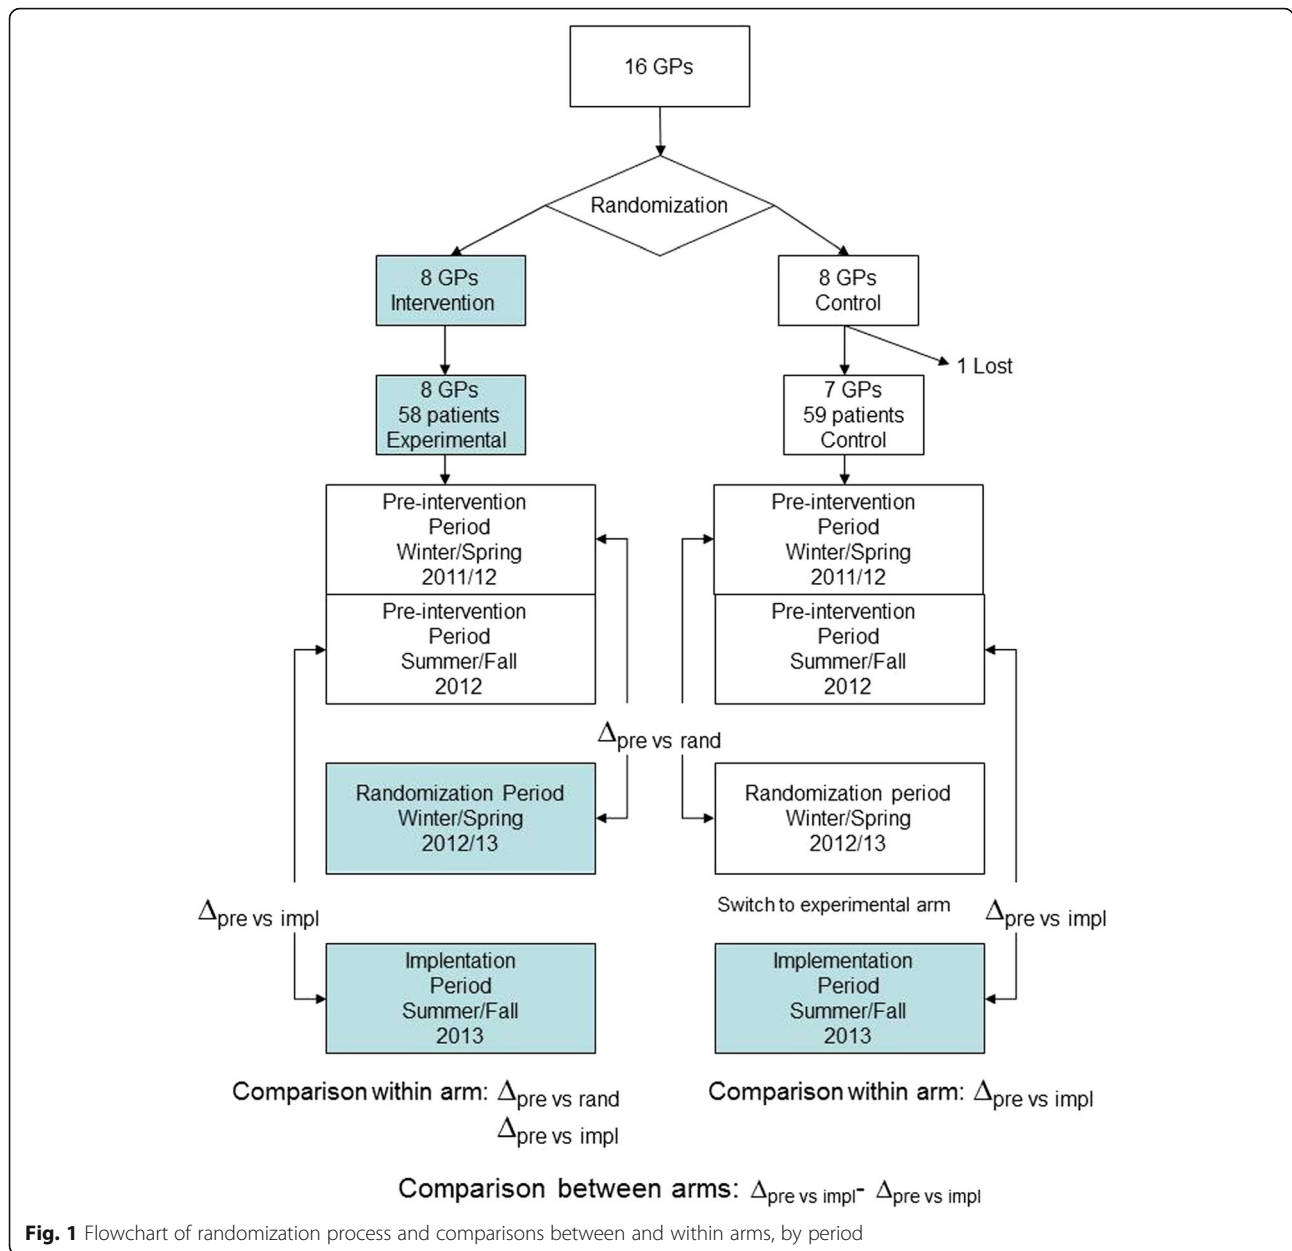 16 GPs
Randomization
8 GPs
Intervention
8 GPs
Control
1 Lost
8 GPs
58 patients
Experimental
7 GPs
59 patients
Control
Pre-intervention
Period
Winter/Spring
2011/12
Pre-intervention
Period
Winter/Spring
2011/12
Pre-intervention
Period
Summer/Fall
2012
Pre-intervention
Period
Summer/Fall
2012
Δpre vs rand
Randomization Period
Winter/Spring
2012/13
Randomization period
Winter/Spring
2012/13
Switch to experimental arm
Δpre vs impl
Δpre vs impl
Implentation
Period
Summer/Fall
2013
Implementation
Period
Summer/Fall
2013
Comparison within arm: Δpre vs rand
Δpre vs impl
Comparison within arm: Δpre vs impl
Comparison between arms: Δpre vs impl- Δpre vs impl
Fig. 1 Flowchart of randomization process and comparisons between and within arms, by period